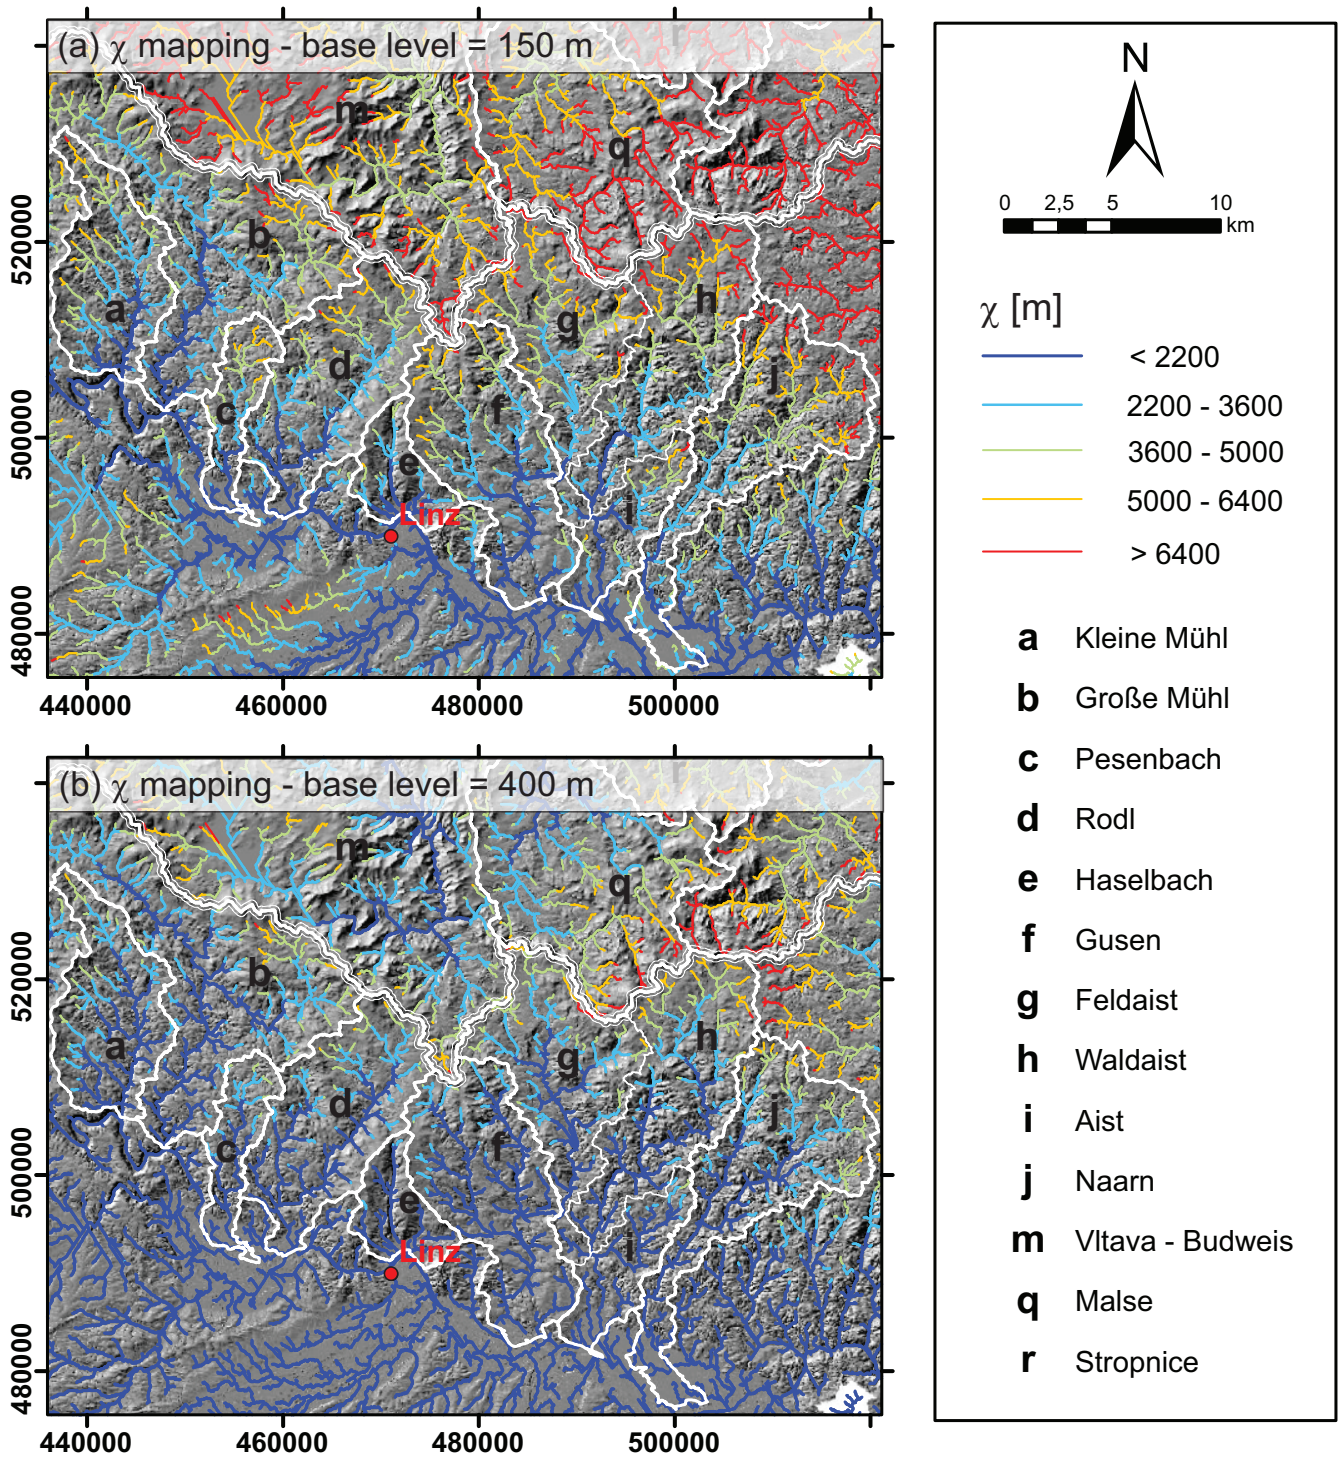 (a) χ mapping - base level = 150 m
m
q
b
a
h
g
d
j
c
f
e
i
Linz
520000
500000
480000
440000
460000
480000
500000
(b) χ mapping - base level = 400 m
m
q
b
a
h
g
d
j
c
f
e
i
Linz
520000
500000
480000
440000
460000
480000
500000
N
0 2,5 5 10
km
χ [m]
< 2200
2200 - 3600
3600 - 5000
5000 - 6400
> 6400
a Kleine Mühl
b Große Mühl
c Pesenbach
d Rodl
e Haselbach
f Gusen
g Feldaist
h Waldaist
i Aist
j Naarn
m Vltava - Budweis
q Malse
r Stropnice